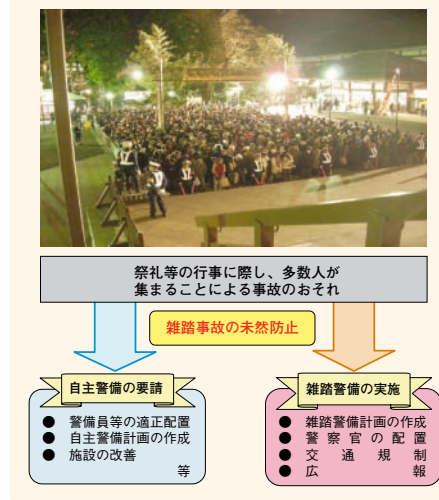 祭礼等の行事に際し、多数人が
集まることによる事故のおそれ
雑踏事故の未然防止
自主警備の要請
● 警備員等の適正配置
● 自主警備計画の作成
● 施設の改善
等
雑踏警備の実施
● 雑踏警備計画の作成
● 警察官の配置
● 交通規制
● 広報